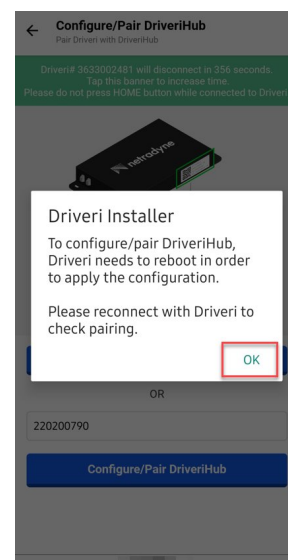 Configure/Pair DriveriHub
Pair Driveri with DriveriHub
Driveri# 3633002481 will disconnect in 356 seconds.
Tap this banner to increase time.
Please do not press HOME button while connected to Driveri
netradyne
Driveri Installer
To configure/pair DriveriHub,
Driveri needs to reboot in order
to apply the configuration.
Please reconnect with Driveri to
check pairing.
OK
OR
220200790
Configure/Pair DriveriHub